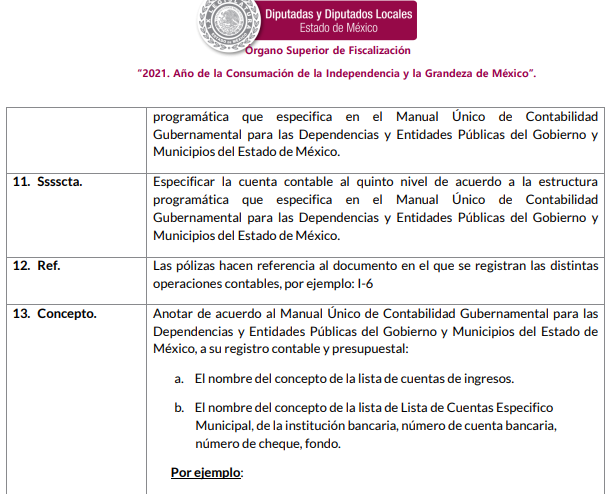 Diputadas y Diputados Locales
Estado de México
Órgano Superior de Fiscalización
"2021. Año de la Consumación de la Independencia y la Grandeza de México".
programática que especifica en el Manual Único de Contabilidad
Gubernamental para las Dependencias y Entidades Públicas del Gobierno y
Municipios del Estado de México.
11. Sssscta.
Especificar la cuenta contable al quinto nivel de acuerdo a la estructura
programática que especifica en el Manual Único de Contabilidad
Gubernamental para las Dependencias y Entidades Públicas del Gobierno y
Municipios del Estado de México.
12. Ref.
Las pólizas hacen referencia al documento en el que se registran las distintas
operaciones contables, por ejemplo: I-6
13. Concepto.
Anotar de acuerdo al Manual Único de Contabilidad Gubernamental para las
Dependencias y Entidades Públicas del Gobierno y Municipios del Estado de
México, a su registro contable y presupuestal:
a. El nombre del concepto de la lista de cuentas de ingresos.
b. El nombre del concepto de la lista de Lista de Cuentas Especifico
Municipal, de la institución bancaria, número de cuenta bancaria,
número de cheque, fondo.
Por ejemplo: